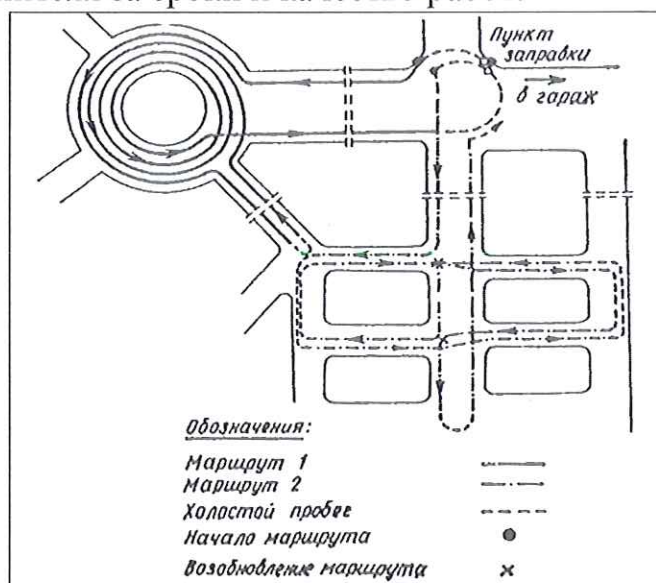 Пункт
заправки
в гараж
Обозначения:
Маршрут 1
Маршрут 2
Холостой пробег
Начало маршрута
Возобновление маршрута